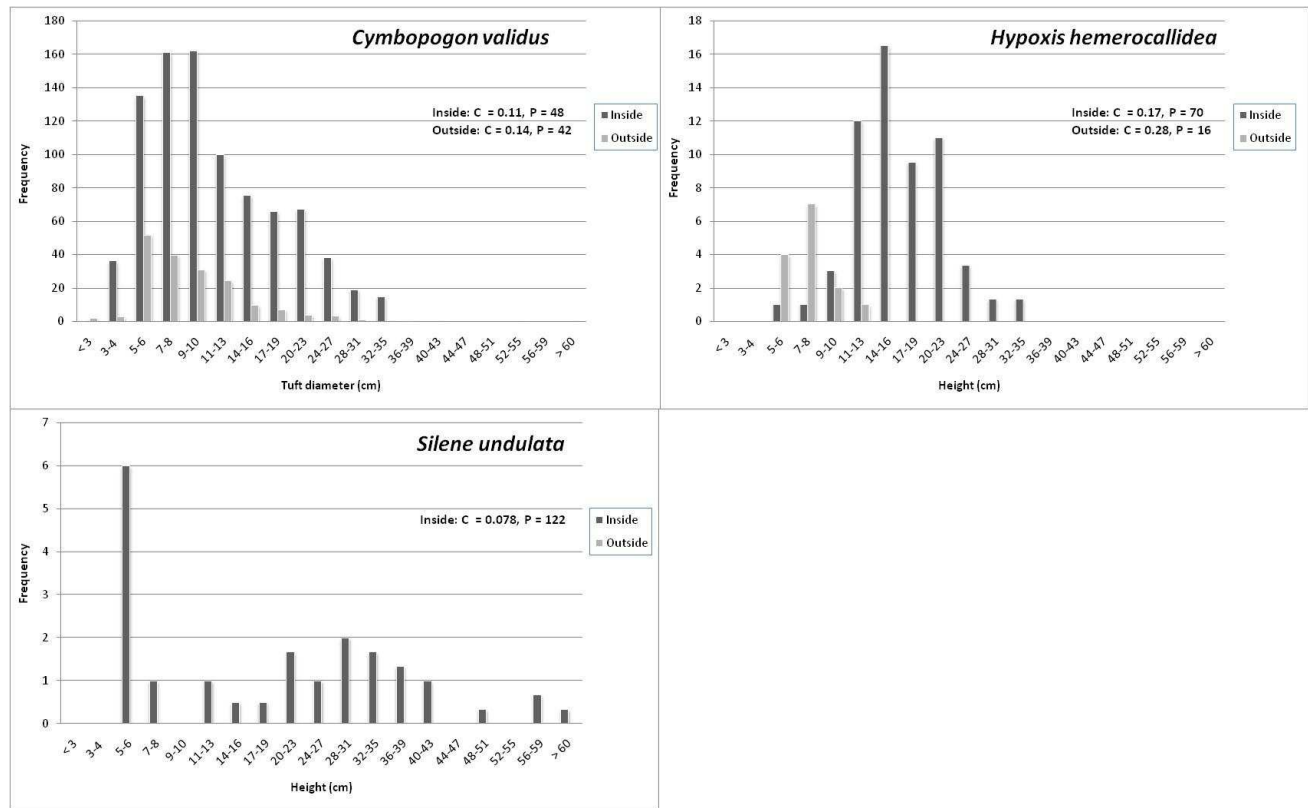 Cymbopogon validus
Inside: C = 0.11, P = 48
Outside: C = 0.14, P = 42
Inside
Outside
Frequency
180
160
140
120
100
80
60
40
20
0
< 3 3-4 5-6 7-8 9-10 11-13 14-16 17-19 20-23 24-27 28-31 32-35 36-39 40-43 44-47 48-51 52-55 56-59 > 60
Tuft diameter (cm)
Hypoxis hemerocallidea
Inside: C = 0.17, P = 70
Outside: C = 0.28, P = 16
Inside
Outside
Frequency
18
16
14
12
10
8
6
4
2
0
< 3 3-4 5-6 7-8 9-10 11-13 14-16 17-19 20-23 24-27 28-31 32-35 36-39 40-43 44-47 48-51 52-55 56-59 > 60
Height (cm)
Silene undulata
Inside: C = 0.078, P = 122
Inside
Outside
Frequency
7
6
5
4
3
2
1
0
< 3 3-4 5-6 7-8 9-10 11-13 14-16 17-19 20-23 24-27 28-31 32-35 36-39 40-43 44-47 48-51 52-55 56-59 > 60
Height (cm)